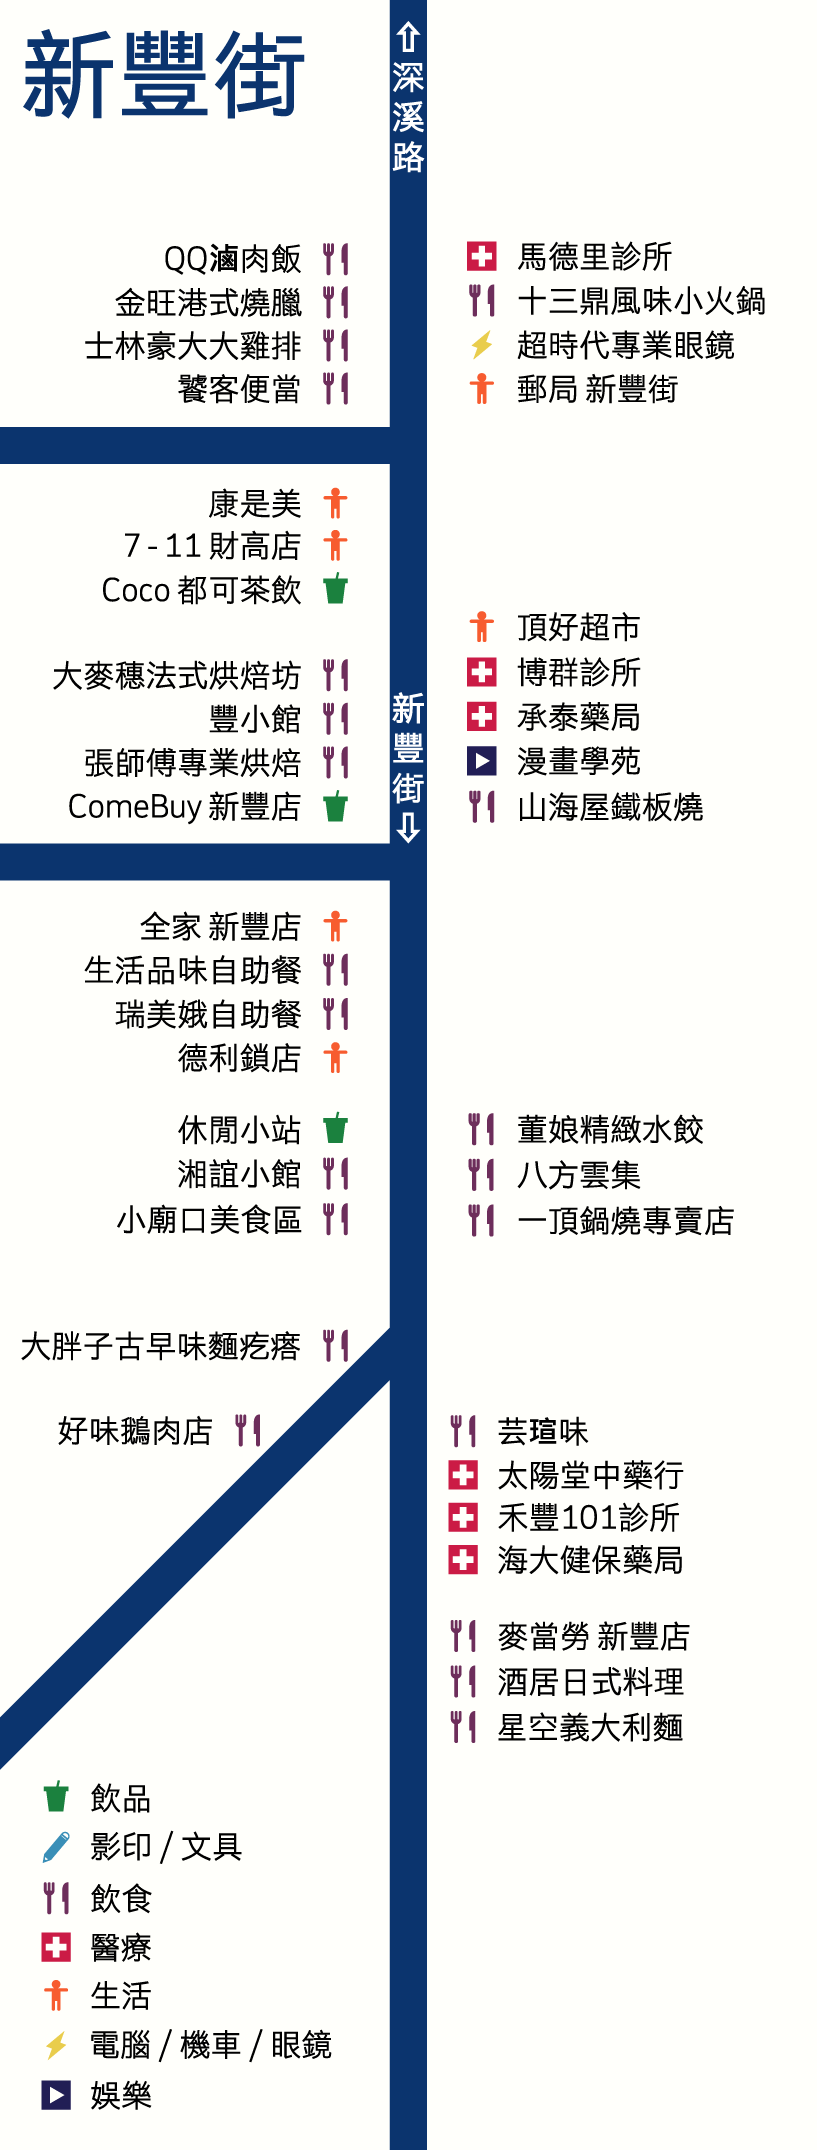 新豐街
深溪路
QQ滷肉飯
金旺港式燒臘
士林豪大大雞排
饕客便當
馬德里診所
十三鼎風味小火鍋
超時代專業眼鏡
郵局 新豐街
康是美
7-11 財高店
Coco 都可茶飲
大麥穗法式烘焙坊
豐小館
張師傅專業烘焙
ComeBuy 新豐店
頂好超市
博群診所
承泰藥局
漫畫學苑
山海屋鐵板燒
新豐街
全家 新豐店
生活品味自助餐
瑞美娥自助餐
德利鎖店
休閒小站
湘誼小館
小廟口美食區
董娘精緻水餃
八方雲集
一頂鍋燒專賣店
大胖子古早味麵疙瘩
好味鵝肉店
芸瑄味
太陽堂中藥行
禾豐101診所
海大健保藥局
麥當勞 新豐店
酒居日式料理
星空義大利麵
飲品
影印 / 文具
飲食
醫療
生活
電腦 / 機車 / 眼鏡
娛樂